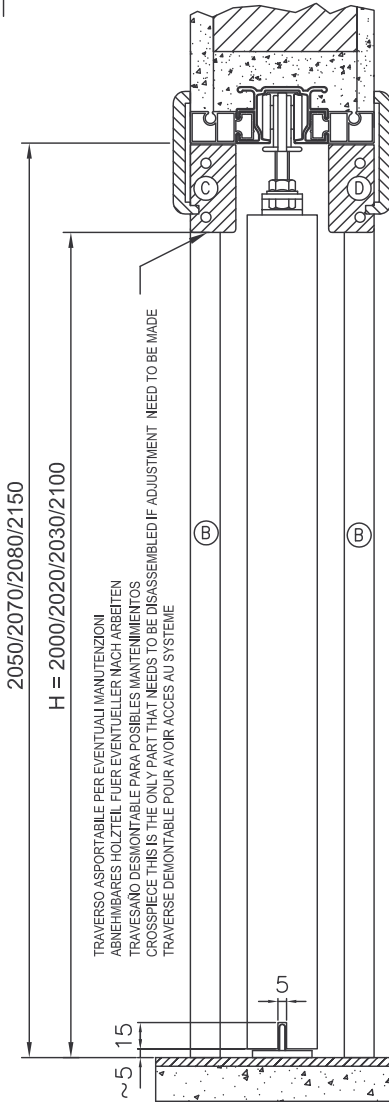 2050/2070/2080/2150
H = 2000/2020/2030/2100
TRAVERSO ASPORTABILE PER EVENTUALI MANUTENZIONI
ABNEHMBARES HOLZTEIL FUER EVENTUELLER NACH ARBEITEN
TRAVESAÑO DESMONTABLE PARA POSIBLES MANTENIMIENTOS
CROSSPIECE THIS IS THE ONLY PART THAT NEEDS TO BE DISASSEMBLED IF ADJUSTMENT NEED TO BE MADE
TRAVERSE DEMONTABLE POUR AVOIR ACCES AU SYSTEME
C
D
B
B
15
~5
5